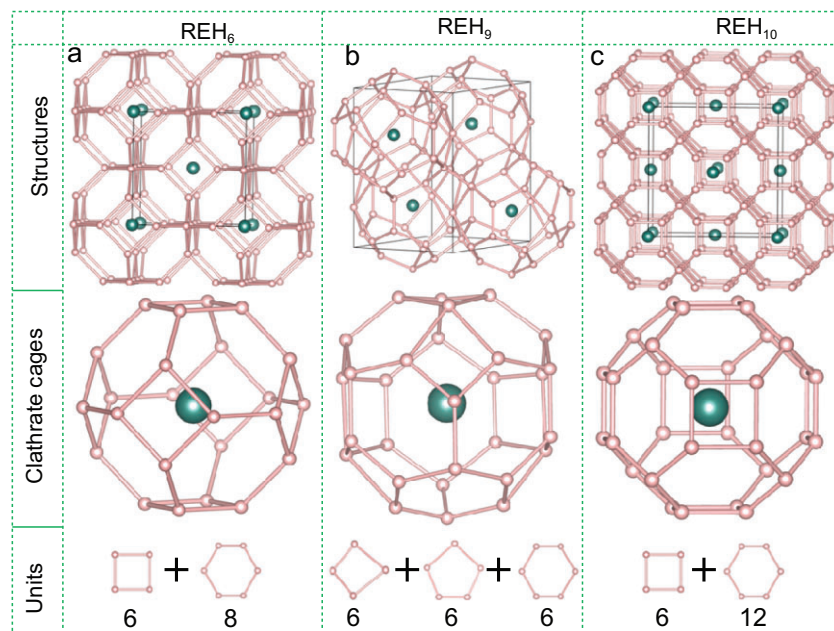 REH₆ REH₉ REH₁₀
a b c
Structures
Clathrate cages
Units
+ + + +
6 8 6 6 6 6 12